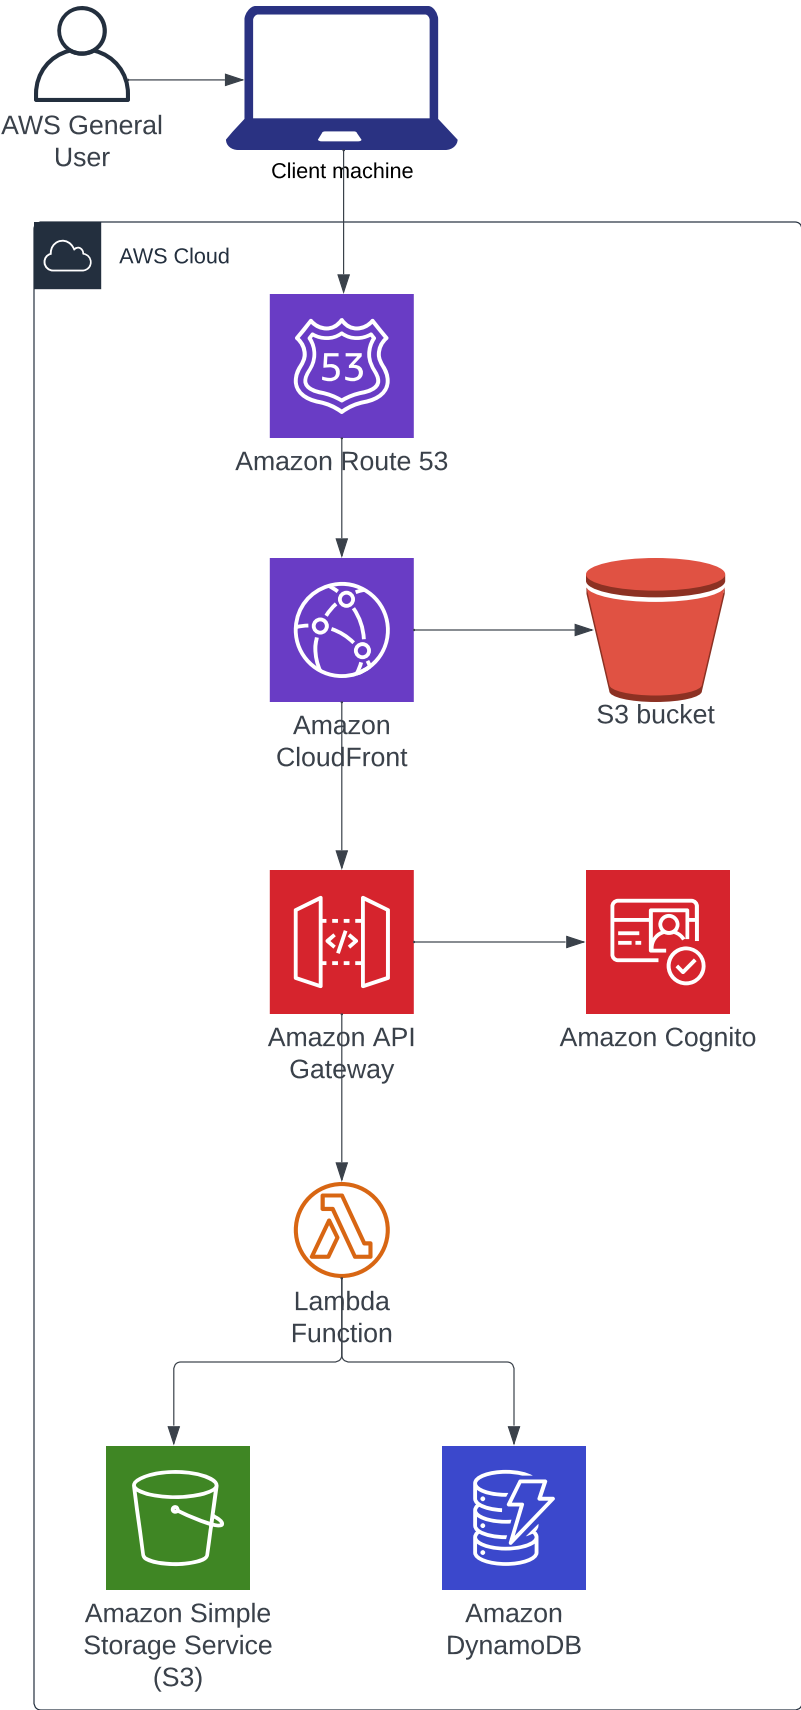 AWS General
User
Client machine
AWS Cloud
53
Amazon Route 53
Amazon
CloudFront
S3 bucket
Amazon API
Gateway
Amazon Cognito
Lambda
Function
Amazon Simple
Storage Service
(S3)
Amazon
DynamoDB